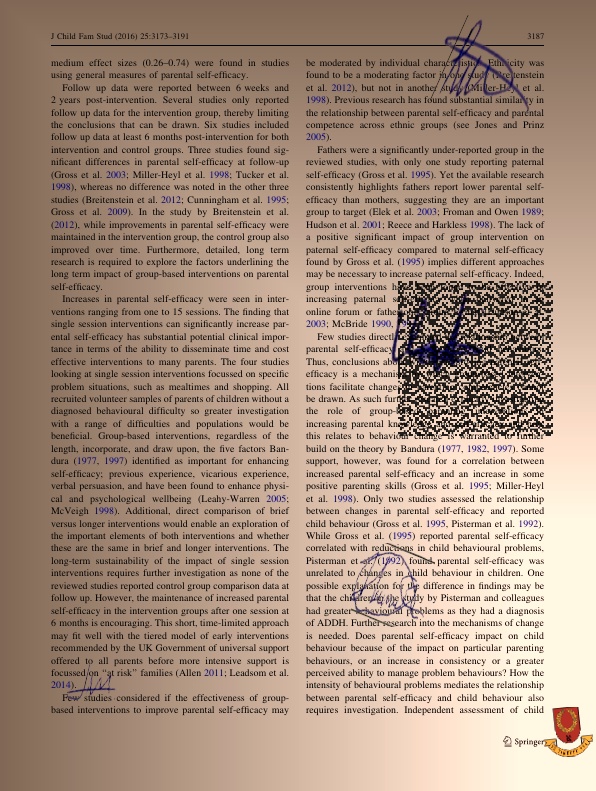 J Child Fam Stud (2016) 25:3173–3191
3187
medium effect sizes (0.26–0.74) were found in studies
using general measures of parental self-efficacy.
Follow up data were reported between 6 weeks and
2 years post-intervention. Several studies only reported
follow up data for the intervention group, thereby limiting
the conclusions that can be drawn. Six studies included
follow up data at least 6 months post-intervention for both
intervention and control groups. Three studies found sig-
nificant differences in parental self-efficacy at follow-up
(Gross et al. 2003; Miller-Heyl et al. 1998; Tucker et al.
1998), whereas no difference was noted in the other three
studies (Breitenstein et al. 2012; Cunningham et al. 1995;
Gross et al. 2009). In the study by Breitenstein et al.
(2012), while improvements in parental self-efficacy were
maintained in the intervention group, the control group also
improved over time. Furthermore, detailed, long term
research is required to explore the factors underlining the
long term impact of group-based interventions on parental
self-efficacy.
Increases in parental self-efficacy were seen in inter-
ventions ranging from one to 15 sessions. The finding that
single session interventions can significantly increase par-
ental self-efficacy has substantial potential clinical impor-
tance in terms of the ability to disseminate time and cost
effective interventions to many parents. The four studies
looking at single session interventions focussed on specific
problem situations, such as mealtimes and shopping. All
recruited volunteer samples of parents of children without a
diagnosed behavioural difficulty so greater investigation
with a range of difficulties and populations would be
beneficial. Group-based interventions, regardless of the
length, incorporate, and draw upon, the five factors Ban-
dura (1977, 1997) identified as important for enhancing
self-efficacy; previous experience, vicarious experience,
verbal persuasion, and have been found to enhance physi-
cal and psychological wellbeing (Leahy-Warren 2005;
McVeigh 1998). Additional, direct comparison of brief
versus longer interventions would enable an exploration of
the important elements of both interventions and whether
these are the same in brief and longer interventions. The
long-term sustainability of the impact of single session
interventions requires further investigation as none of the
reviewed studies reported control group comparison data at
follow up. However, the maintenance of increased parental
self-efficacy in the intervention groups after one session at
6 months is encouraging. This short, time-limited approach
may fit well with the tiered model of early interventions
recommended by the UK Government of universal support
offered to all parents before more intensive support is
focussed on “at risk” families (Allen 2011; Leadsom et al.
2014).
Few studies considered if the effectiveness of group-
based interventions to improve parental self-efficacy may
be moderated by individual characteristics. Ethnicity was
found to be a moderating factor in one study (Breitenstein
et al. 2012), but not in another study (Miller-Heyl et al.
1998). Previous research has found substantial similarity in
the relationship between parental self-efficacy and parental
competence across ethnic groups (see Jones and Prinz
2005).
Fathers were a significantly under-reported group in the
reviewed studies, with only one study reporting paternal
self-efficacy (Gross et al. 1995). Yet the available research
consistently highlights fathers report lower parental self-
efficacy than mothers, suggesting they are an important
group to target (Elek et al. 2003; Froman and Owen 1989;
Hudson et al. 2001; Reece and Harkless 1998). The lack of
a positive significant impact of group intervention on
paternal self-efficacy compared to maternal self-efficacy
found by Gross et al. (1995) implies different approaches
may be necessary to increase paternal self-efficacy. Indeed,
group interventions
increasing paternal
online forum or
2003; McBride 1990,
Few studies
parental self-efficacy
Thus, conclusions
efficacy is a
tions facilitate
be drawn. As such
the role of
increasing parental
this relates to behaviour change is warranted to further
build on the theory by Bandura (1977, 1982, 1997). Some
support, however, was found for a correlation between
increased parental self-efficacy and an increase in some
positive parenting skills (Gross et al. 1995; Miller-Heyl
et al. 1998). Only two studies assessed the relationship
between changes in parental self-efficacy and reported
child behaviour (Gross et al. 1995, Pisterman et al. 1992).
While Gross et al. (1995) reported parental self-efficacy
correlated with reductions in child behavioural problems,
Pisterman et al. (1992) found parental self-efficacy was
unrelated to changes in child behaviour in children. One
possible explanation for the difference in findings may be
that the children in the study by Pisterman and colleagues
had greater behavioural problems as they had a diagnosis
of ADDH. Further research into the mechanisms of change
is needed. Does parental self-efficacy impact on child
behaviour because of the impact on particular parenting
behaviours, or an increase in consistency or a greater
perceived ability to manage problem behaviours? How the
intensity of behavioural problems mediates the relationship
between parental self-efficacy and child behaviour also
requires investigation. Independent assessment of child
Springer